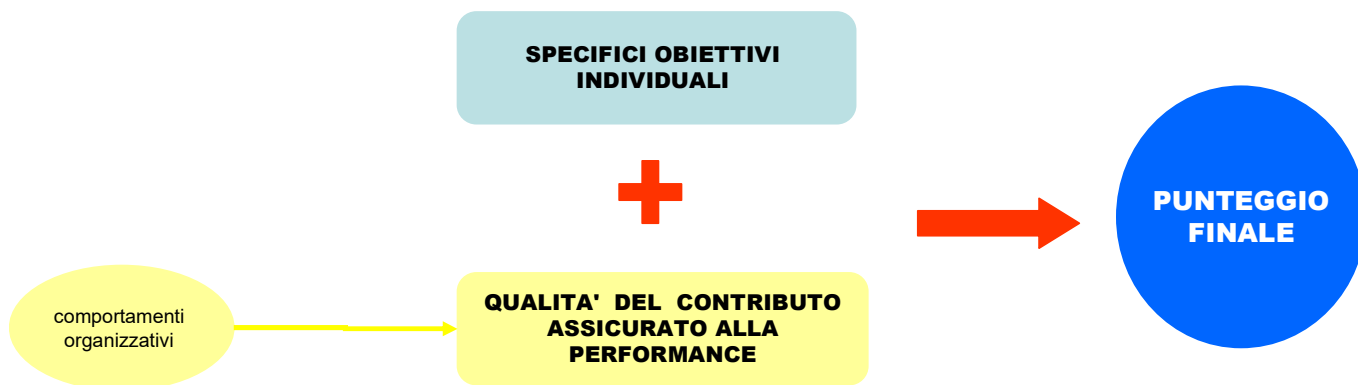 SPECIFICI OBIETTIVI
INDIVIDUALI
PUNTEGGIO
FINALE
comportamenti
organizzativi
QUALITA' DEL CONTRIBUTO
ASSICURATO ALLA
PERFORMANCE